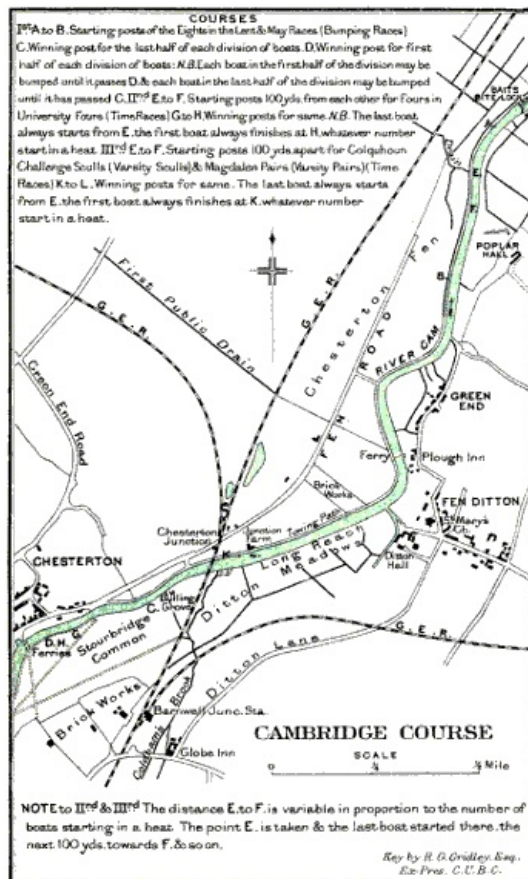 COURSES
Ist A to B. Starting posts of the Eights in the Lent & May Races (Bumping Races)
C. Winning post for the last half of each division of boats. D. Winning post for first
half of each division of boats: N.B. Each boat in the first half of the division may be
bumped until it passes D. & each boat in the last half of the division may be bumped
until it has passed C. IInd E. to F. Starting posts 100 yds. from each other for Fours in
University Fours (Time Races) G to H. Winning posts for same. N.B. The last boat
always starts from E. the first boat always finishes at H. whatever number
start in a heat IIIrd E. to F. Starting posts 100 yds. apart for Colquhoun
Challenge Sculls (Varsity Sculls) & Magdalen Pairs (Varsity Pairs) (Time
Races) K to L. Winning posts for same. The last boat always starts
from E. the first boat always finishes at K. whatever number
start in a heat.
BAITS
BITE LOCK
A.
E.
F.
Drain
POPLAR
HALL
B.
First Public Drain
G. E. R.
G. E. R.
Chesterton Fen
FEN ROAD
RIVER CAM
Green End Road
GREEN
END
Ferry
Plough Inn
Brick
Works
FEN DITTON
St Mary's
Ch.
Towing Path
Chesterton
Junction
Junction
Farm
Long Reach
Ditton
Hall
K
CHESTERTON
Ditton Meadows
C.
Grove
G.
D. H.
Ferries
Stourbridge
Common
G. E. R.
Ditton Lane
Brick Works
Barnwell Junc. Sta.
Brook
Globe Inn
CAMBRIDGE COURSE
SCALE
0 ¼ ½ Mile
NOTE to IInd & IIIrd The distance E. to F. is variable in proportion to the number of
boats starting in a heat. The point E. is taken & the last boat started there, the
next 100 yds. towards F. & so on.
Key by R. G. Gridley, Esq.,
Ex-Pres. C. U. B. C.